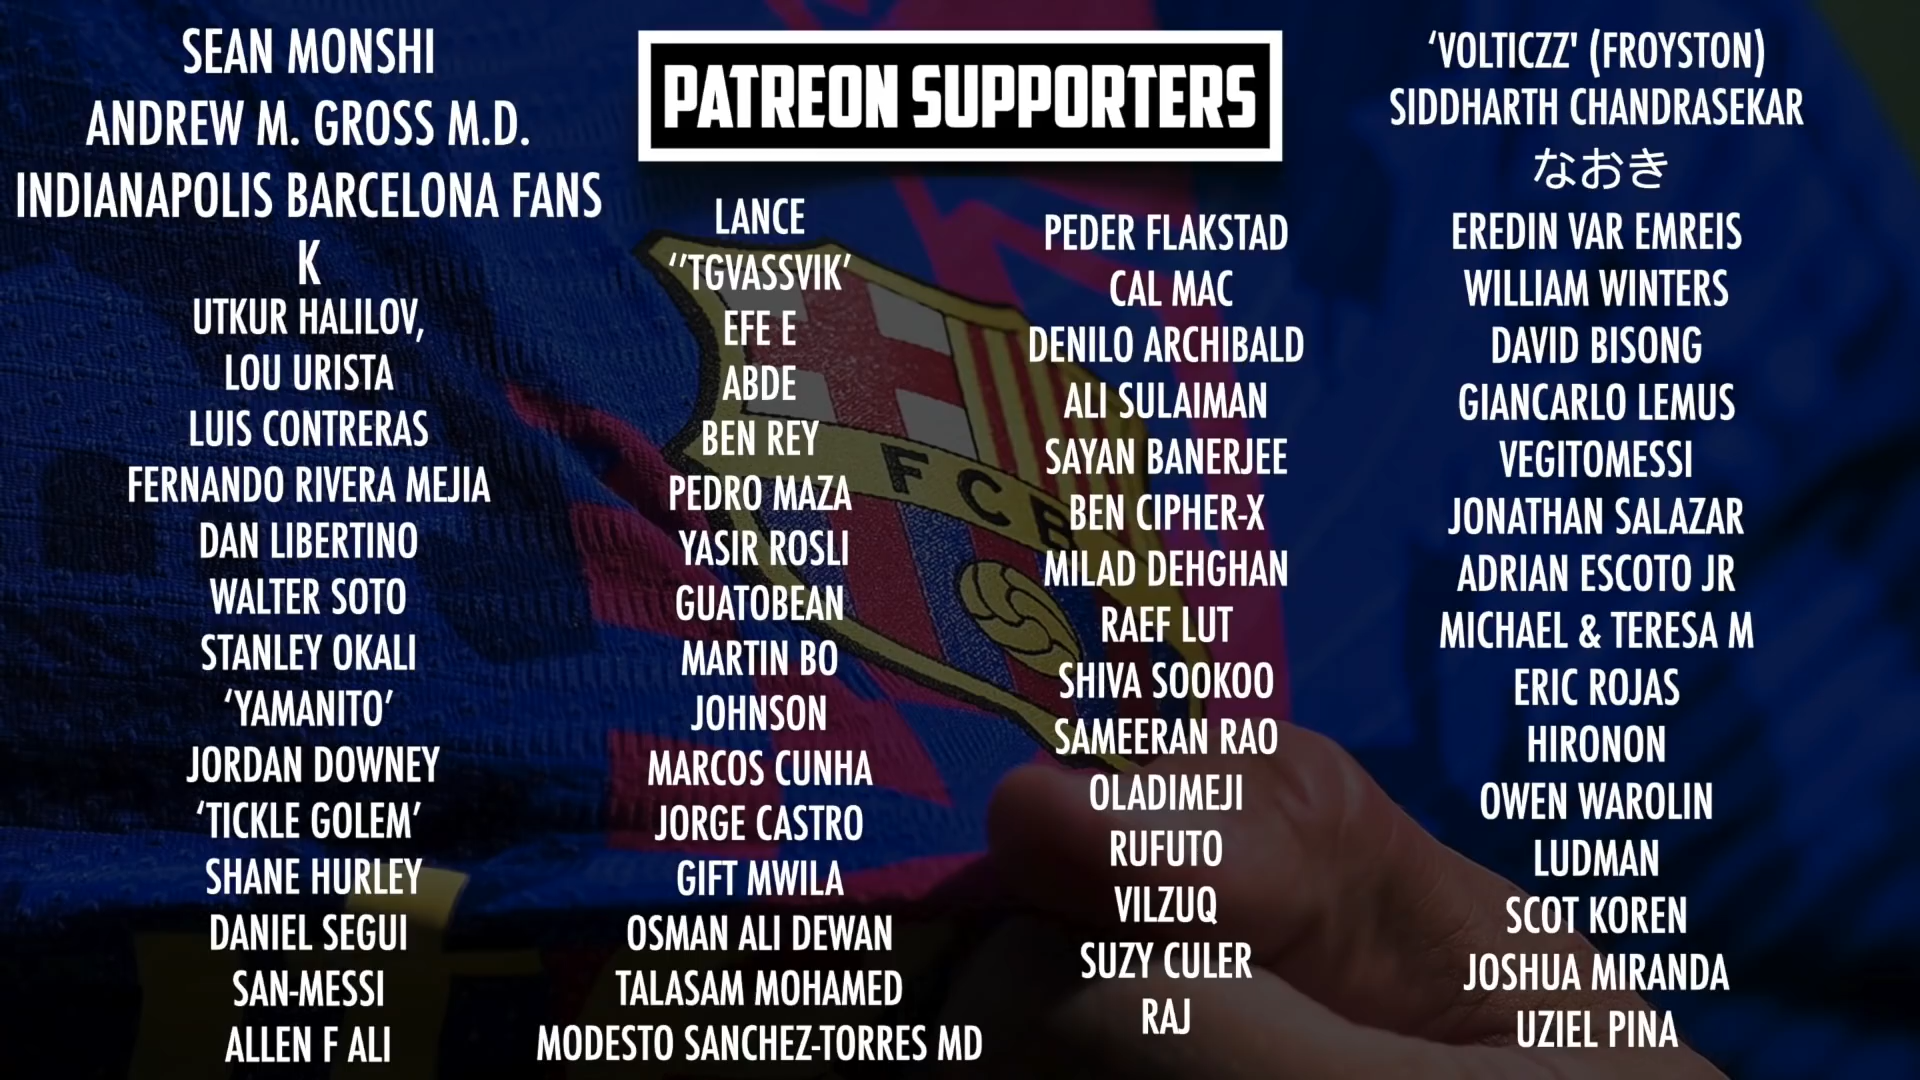 SEAN MONSHI
ANDREW M. GROSS M.D.
INDIANAPOLIS BARCELONA FANS
K
UTKUR HALILOV,
LOU URISTA
LUIS CONTRERAS
FERNANDO RIVERA MEJIA
DAN LIBERTINO
WALTER SOTO
STANLEY OKALI
‘YAMANITO’
JORDAN DOWNEY
‘TICKLE GOLEM’
SHANE HURLEY
DANIEL SEGUI
SAN-MESSI
ALLEN F ALI
PATREON SUPPORTERS
LANCE
‘’TGVASSVIK’
EFE E
ABDE
BEN REY
PEDRO MAZA
YASIR ROSLI
GUATOBEAN
MARTIN BO
JOHNSON
MARCOS CUNHA
JORGE CASTRO
GIFT MWILA
OSMAN ALI DEWAN
TALASAM MOHAMED
MODESTO SANCHEZ-TORRES MD
FCB
PEDER FLAKSTAD
CAL MAC
DENILO ARCHIBALD
ALI SULAIMAN
SAYAN BANERJEE
BEN CIPHER-X
MILAD DEHGHAN
RAEF LUT
SHIVA SOOKOO
SAMEERAN RAO
OLADIMEJI
RUFUTO
VILZUQ
SUZY CULER
RAJ
‘VOLTICZZ' (FROYSTON)
SIDDHARTH CHANDRASEKAR
なおき
EREDIN VAR EMREIS
WILLIAM WINTERS
DAVID BISONG
GIANCARLO LEMUS
VEGITOMESSI
JONATHAN SALAZAR
ADRIAN ESCOTO JR
MICHAEL & TERESA M
ERIC ROJAS
HIRONON
OWEN WAROLIN
LUDMAN
SCOT KOREN
JOSHUA MIRANDA
UZIEL PINA